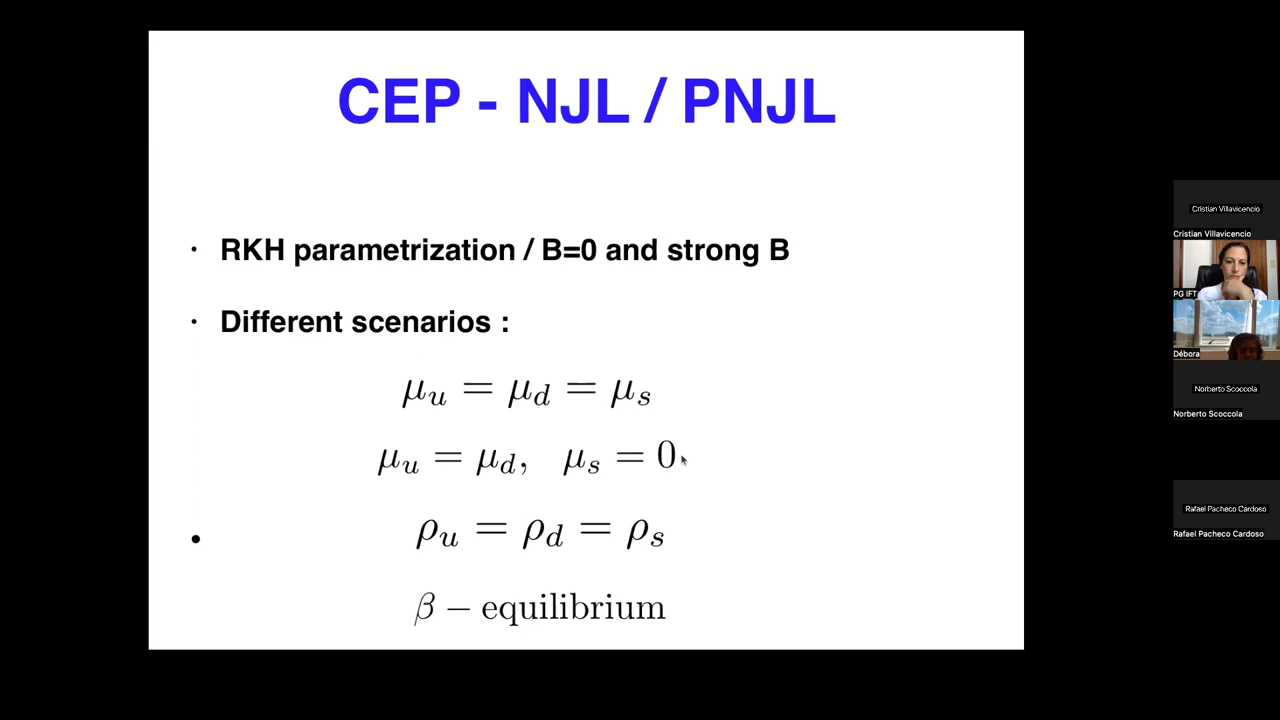 CEP - NJL / PNJL
· RKH parametrization / B=0 and strong B
· Different scenarios :
μ_u = μ_d = μ_s
μ_u = μ_d, μ_s = 0
• ρ_u = ρ_d = ρ_s
β − equilibrium
Cristian Villavicencio
Cristian Villavicencio
PG IFT
Débora
Norberto Scoccola
Norberto Scoccola
Rafael Pacheco Cardoso
Rafael Pacheco Cardoso